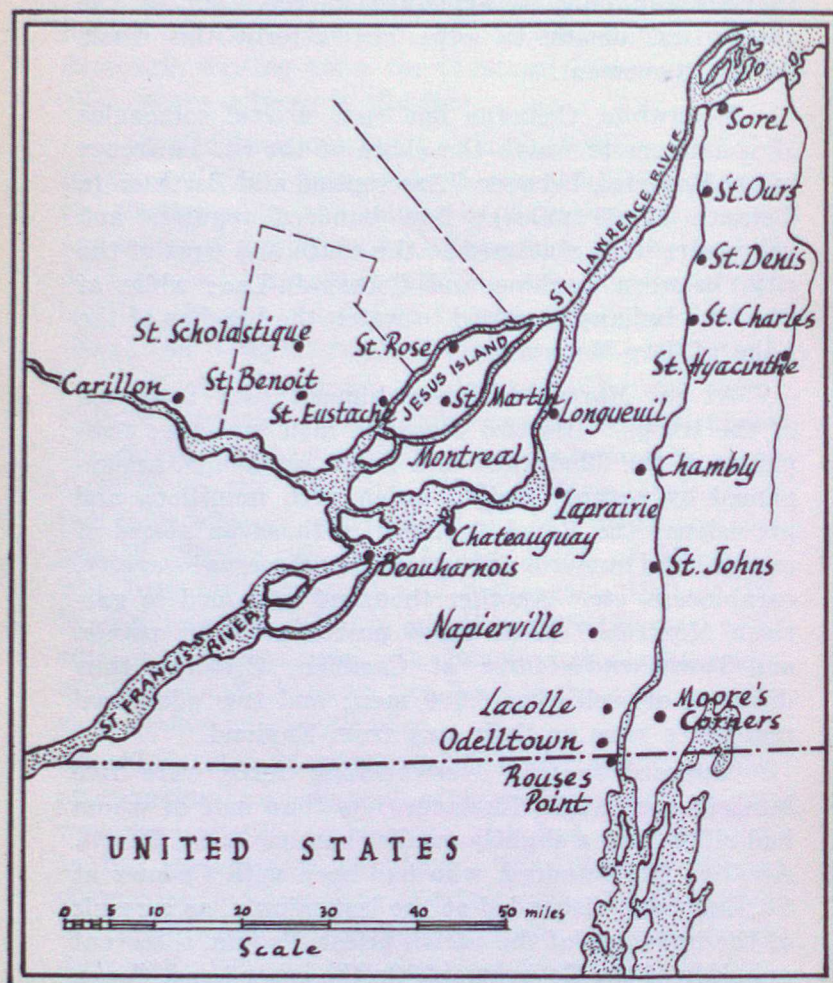 Sorel
St. Ours
ST. LAWRENCE RIVER
St. Denis
St. Charles
St. Scholastique
St. Rose
JESUS ISLAND
St. Hyacinthe
Carillon
St. Benoit
St. Eustache
St. Martin
Longueuil
Montreal
Chambly
Laprairie
Chateauguay
Beauharnois
St. Johns
ST. FRANCIS RIVER
Napierville
Lacolle
Moore's
Corners
Odelltown
Rouses
Point
UNITED STATES
0 5 10 20 30 40 50 miles
Scale